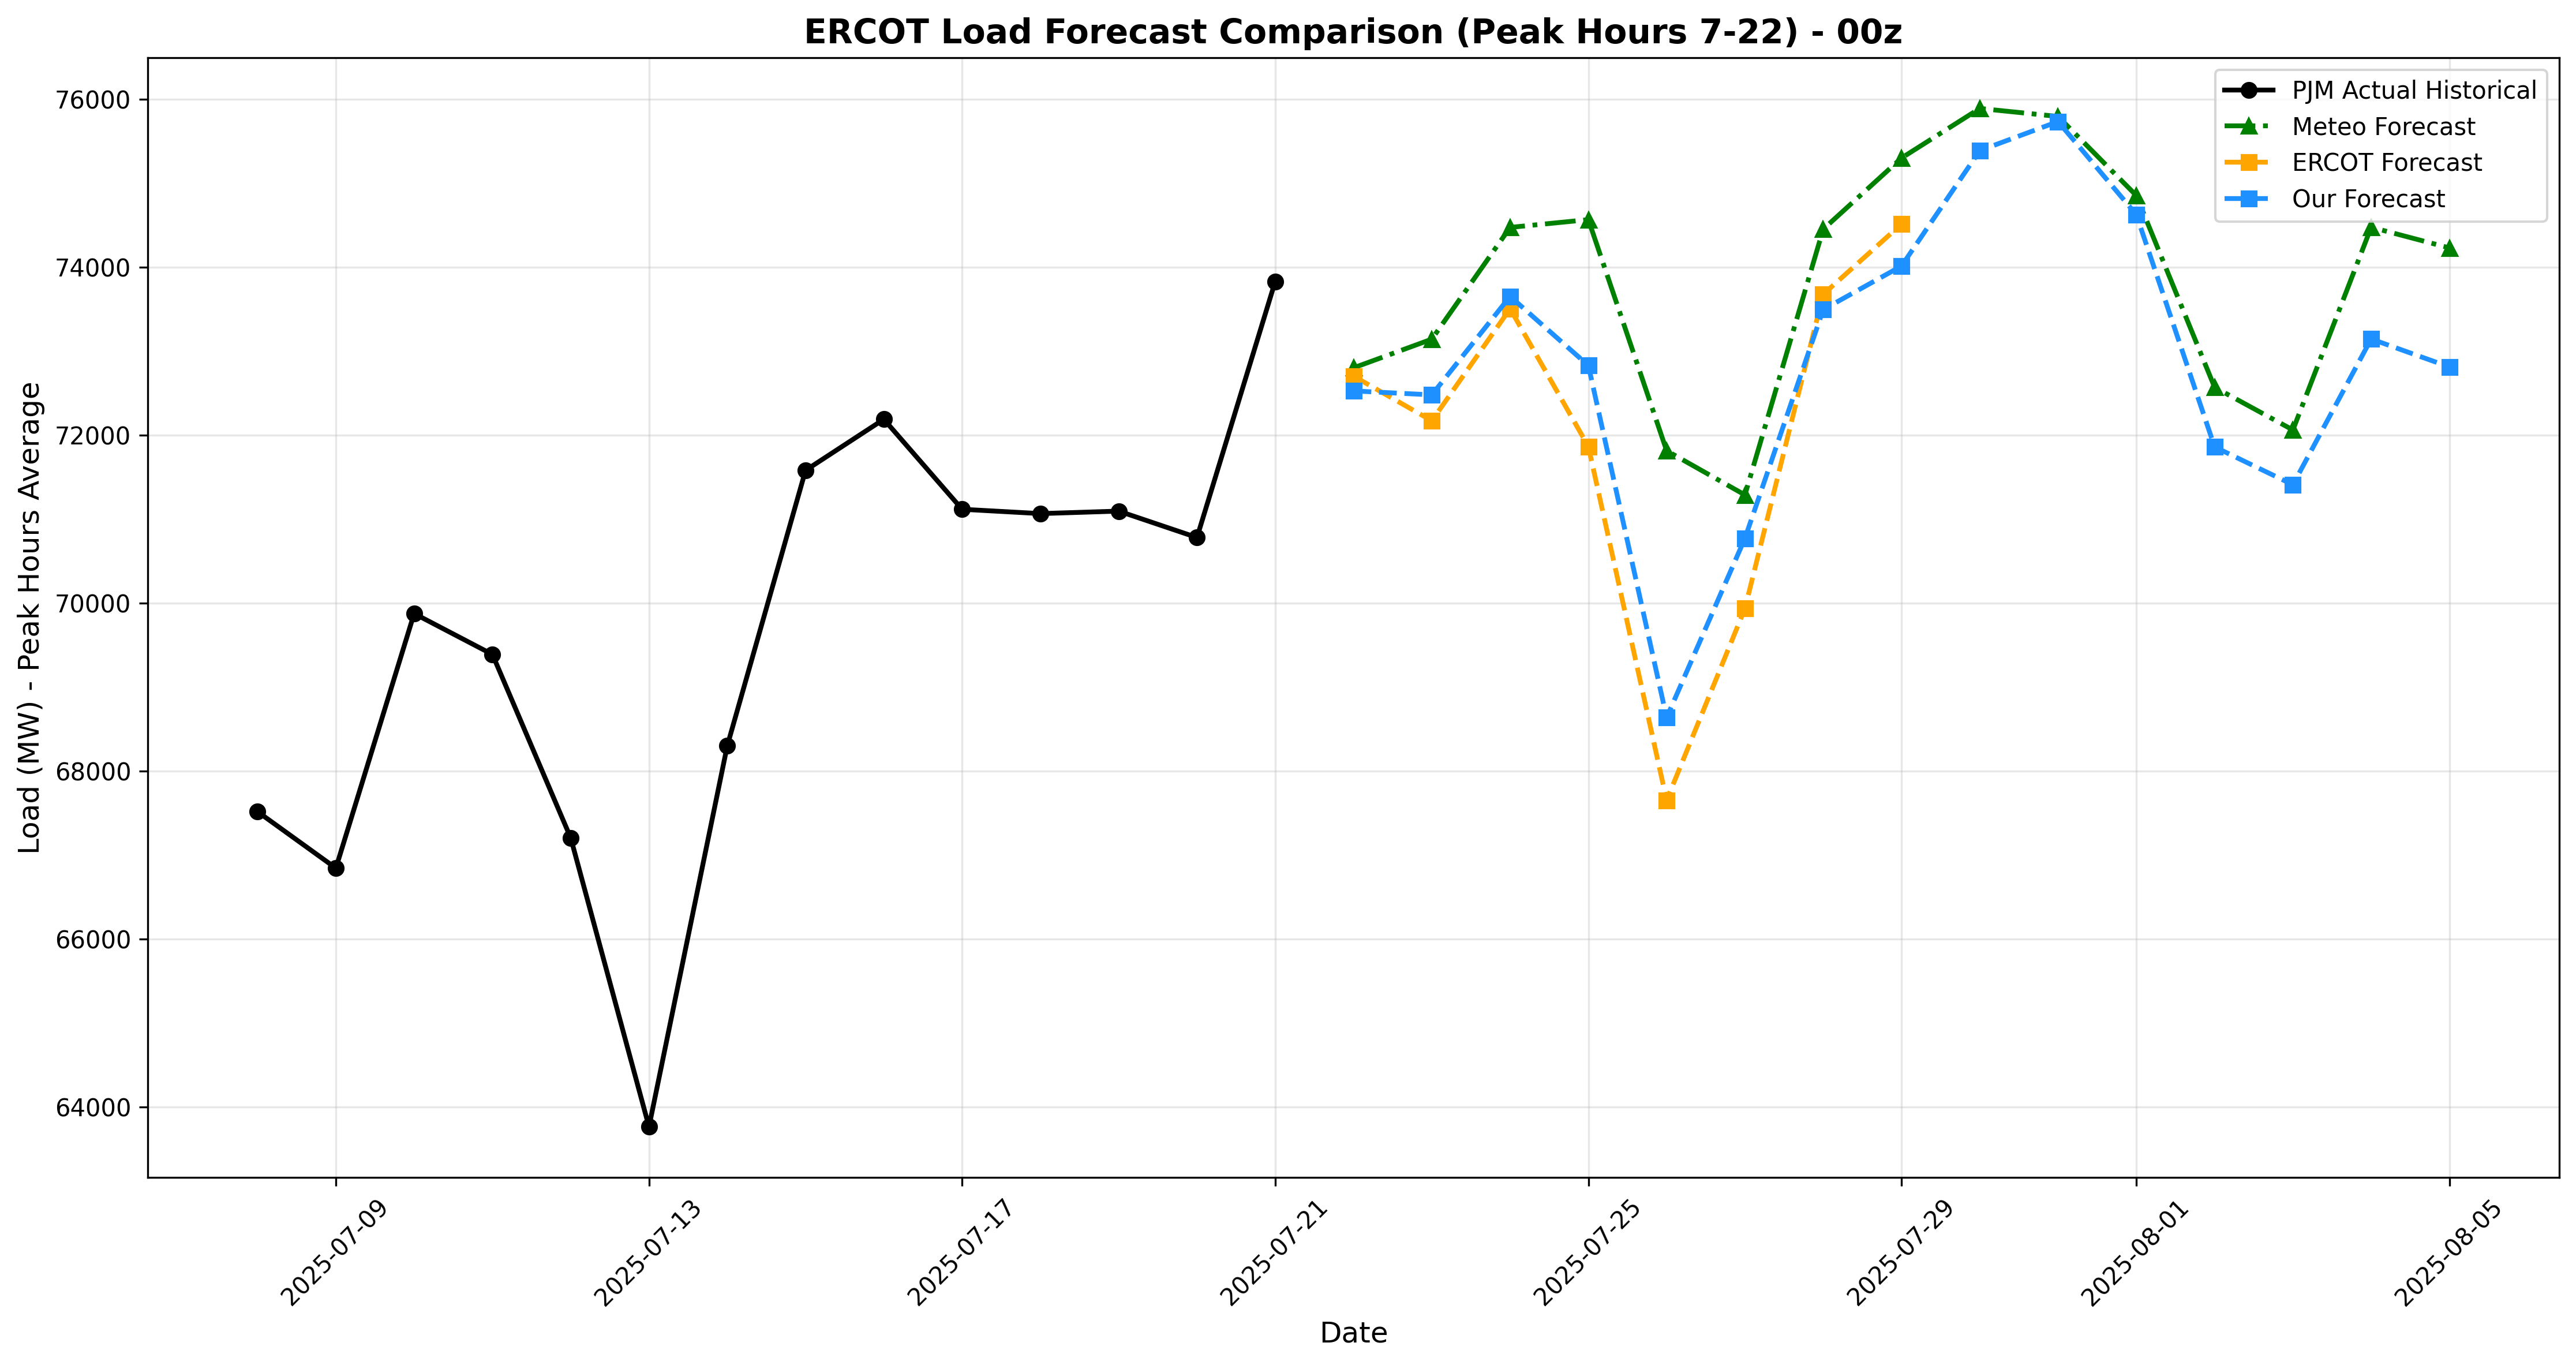 ERCOT Load Forecast Comparison (Peak Hours 7-22) - 00z
PJM Actual Historical
Meteo Forecast
ERCOT Forecast
Our Forecast
Load (MW) - Peak Hours Average
76000
74000
72000
70000
68000
66000
64000
2025-07-09
2025-07-13
2025-07-17
2025-07-21
2025-07-25
2025-07-29
2025-08-01
2025-08-05
Date